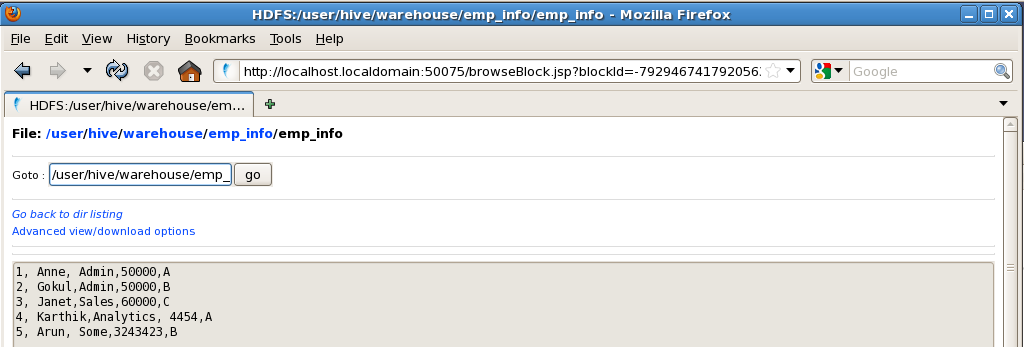 HDFS:/user/hive/warehouse/emp_info/emp_info - Mozilla Firefox
File Edit View History Bookmarks Tools Help
http://localhost.localdomain:50075/browseBlock.jsp?blockId=-792946741792056 Google
HDFS:/user/hive/warehouse/em...
File: /user/hive/warehouse/emp_info/emp_info
Goto : /user/hive/warehouse/emp_ go
Go back to dir listing
Advanced view/download options
1, Anne, Admin,50000,A
2, Gokul,Admin,50000,B
3, Janet,Sales,60000,C
4, Karthik,Analytics, 4454,A
5, Arun, Some,3243423,B